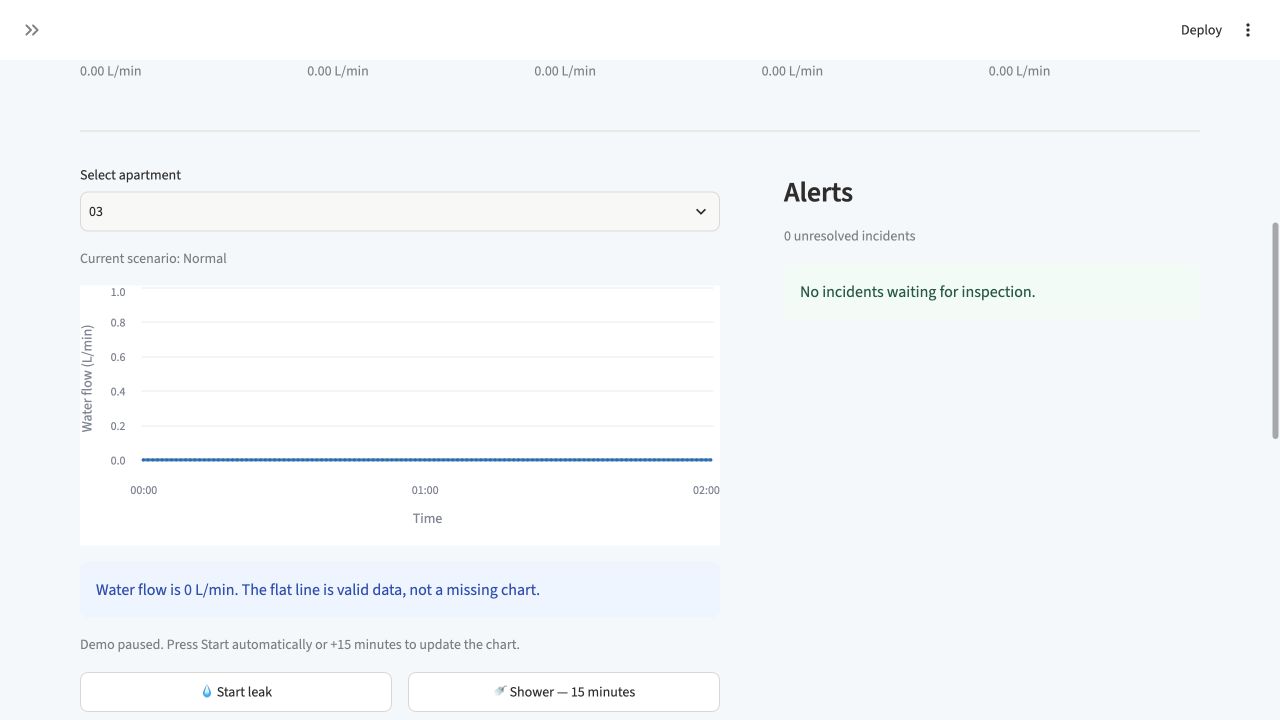 Deploy
0.00 L/min 0.00 L/min 0.00 L/min 0.00 L/min 0.00 L/min
Select apartment
03
Current scenario: Normal
Water flow (L/min)
1.0
0.8
0.6
0.4
0.2
0.0
00:00 01:00 02:00
Time
Water flow is 0 L/min. The flat line is valid data, not a missing chart.
Demo paused. Press Start automatically or +15 minutes to update the chart.
Start leak
Shower — 15 minutes
Alerts
0 unresolved incidents
No incidents waiting for inspection.